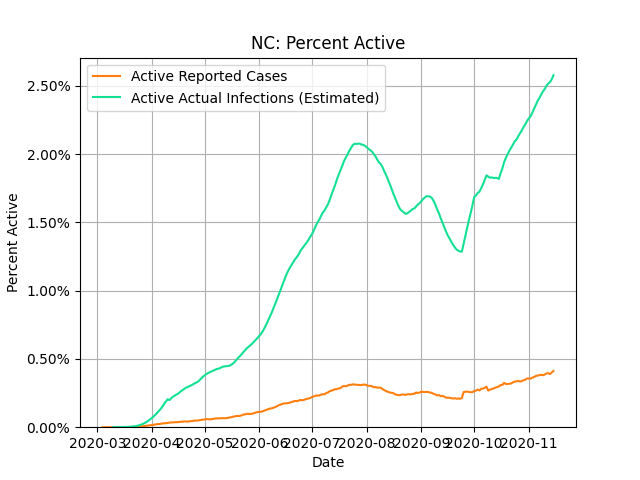 NC: Percent Active
Active Reported Cases
Active Actual Infections (Estimated)
Percent Active
2.50%
2.00%
1.50%
1.00%
0.50%
0.00%
2020-03 2020-04 2020-05 2020-06 2020-07 2020-08 2020-09 2020-10 2020-11
Date